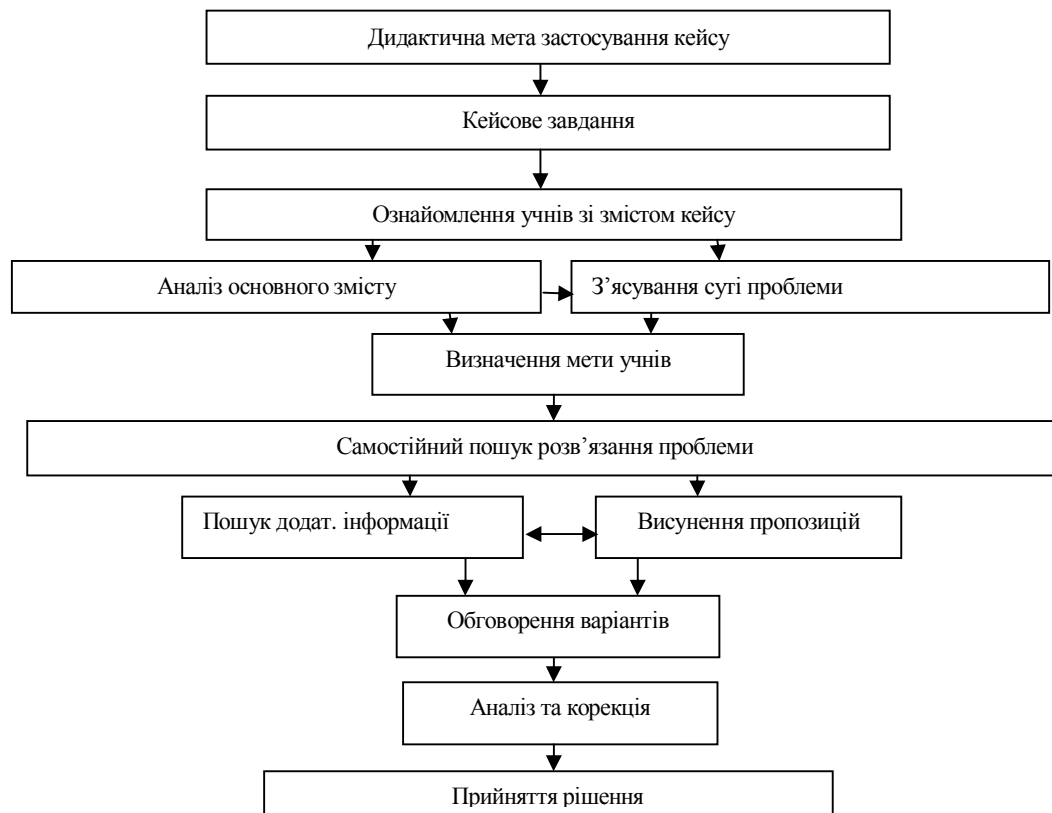 Дидактична мета застосування кейсу
Кейсове завдання
Ознайомлення учнів зі змістом кейсу
Аналіз основного змісту
З’ясування суті проблеми
Визначення мети учнів
Самостійний пошук розв’язання проблеми
Пошук додат. інформації
Висунення пропозицій
Обговорення варіантів
Аналіз та корекція
Прийняття рішення